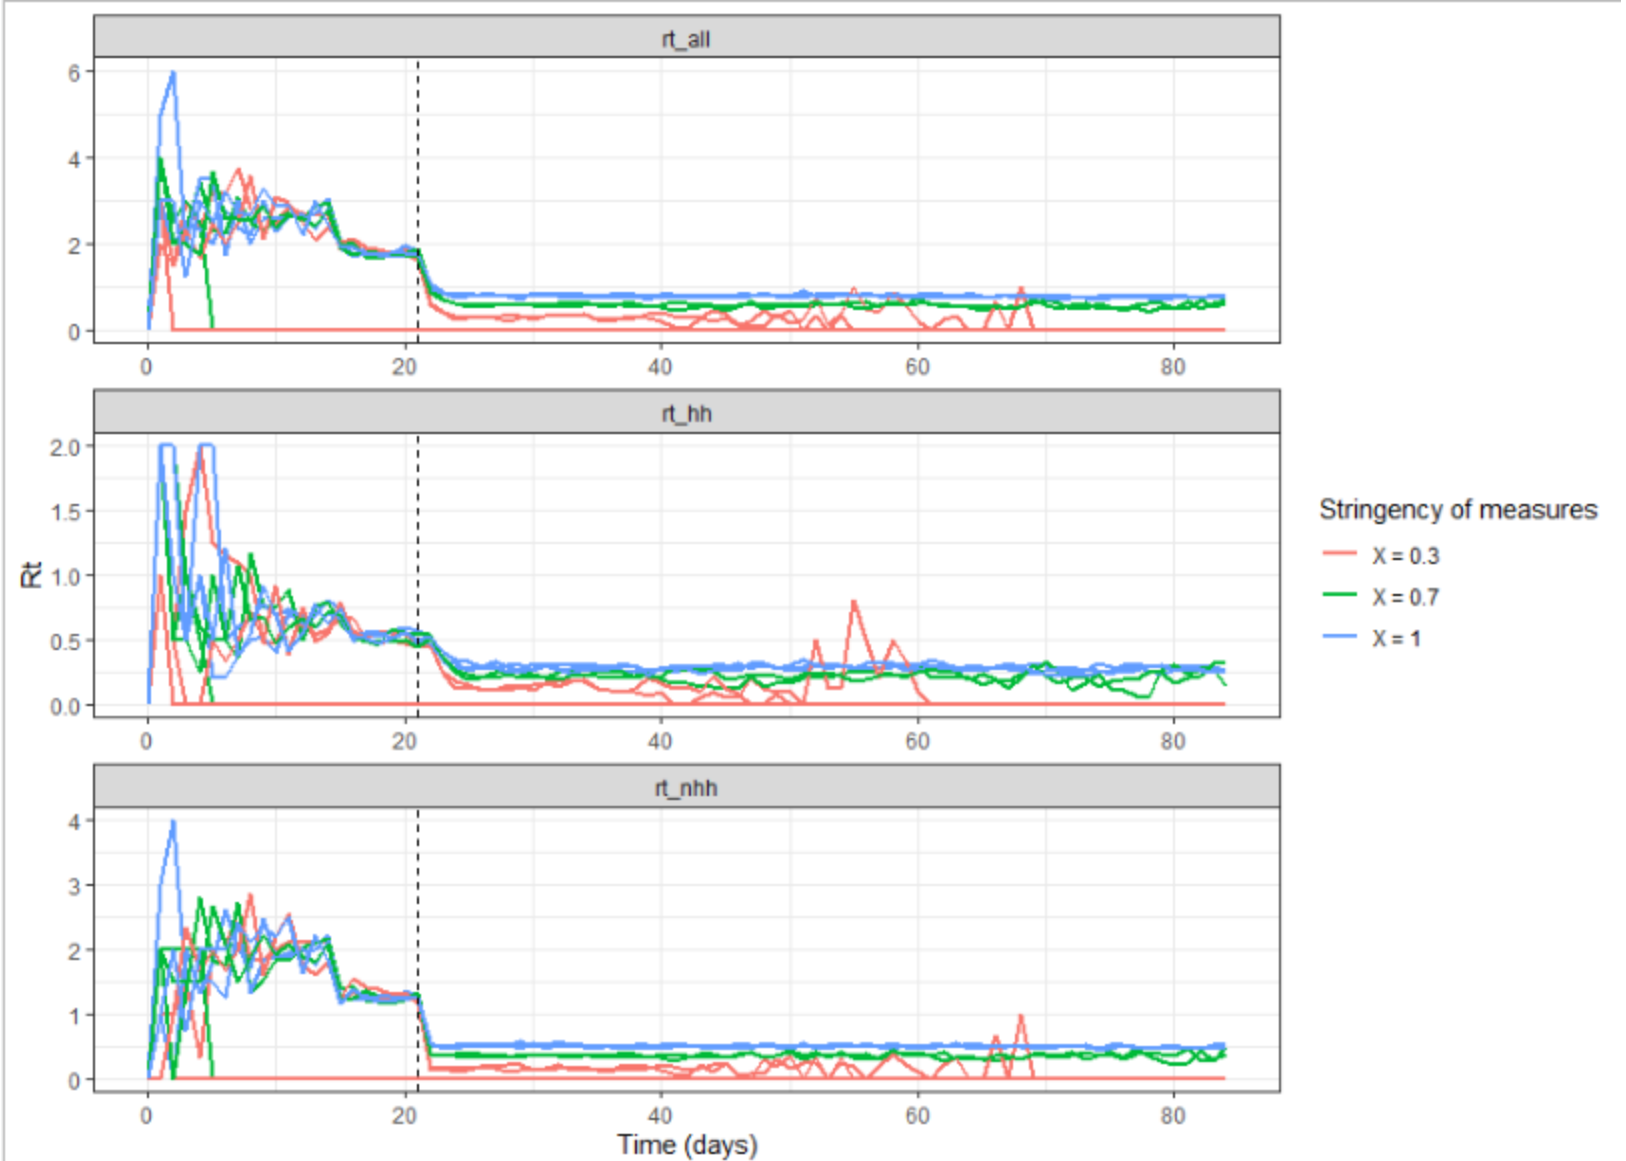 rt_all
6
4
2
0
0 20 40 60 80
rt_hh
2.0
1.5
1.0
0.5
0.0
0 20 40 60 80
rt_nhh
4
3
2
1
0
0 20 40 60 80
Time (days)
Rt
Stringency of measures
X = 0.3
X = 0.7
X = 1